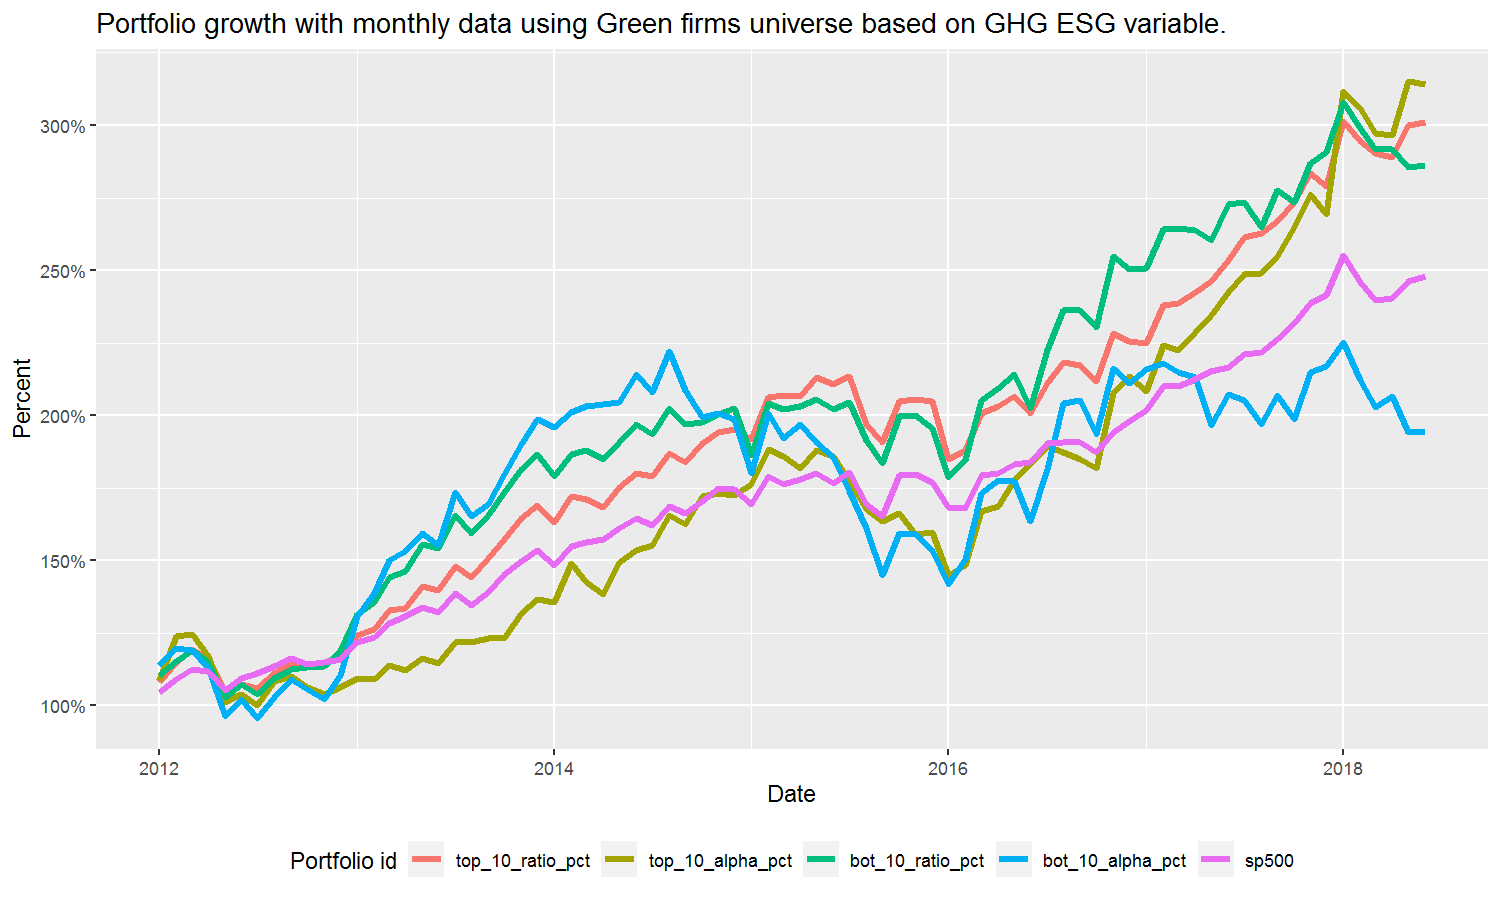 Portfolio growth with monthly data using Green firms universe based on GHG ESG variable.
300%
250%
200%
150%
100%
Percent
2012 2014 2016 2018
Date
Portfolio id top_10_ratio_pct top_10_alpha_pct bot_10_ratio_pct bot_10_alpha_pct sp500